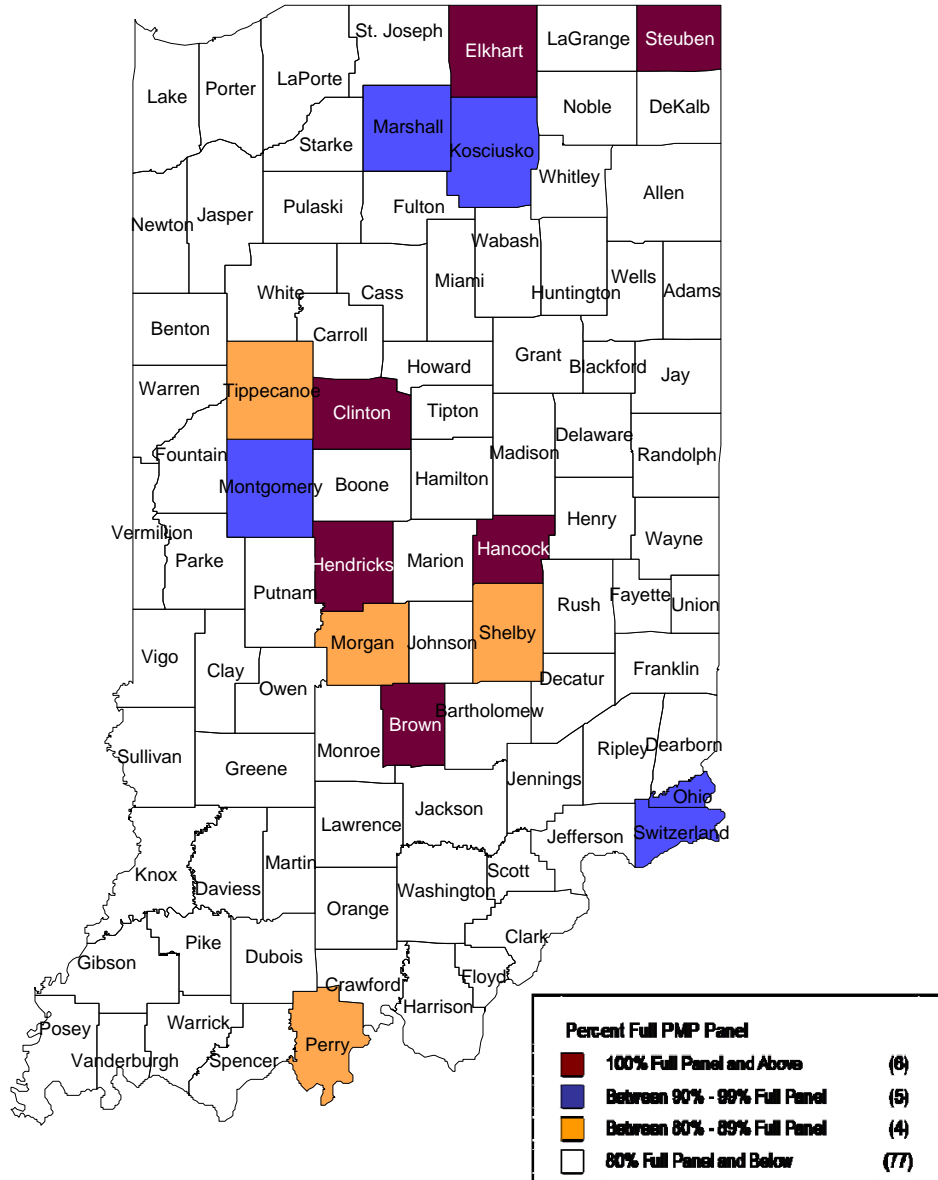 St. Joseph
Elkhart
LaGrange
Steuben
LaPorte
Porter
Lake
Noble
DeKalb
Marshall
Starke
Kosciusko
Whitley
Allen
Pulaski
Fulton
Jasper
Newton
Wabash
Miami
Wells
White
Cass
Huntington
Adams
Benton
Carroll
Grant
Howard
Blackford
Jay
Warren
Tippecanoe
Clinton
Tipton
Delaware
Madison
Randolph
Fountain
Hamilton
Montgomery
Boone
Henry
Vermilion
Wayne
Parke
Hendricks
Marion
Hancock
Putnam
Rush
Fayette
Union
Morgan
Johnson
Shelby
Vigo
Clay
Franklin
Decatur
Owen
Bartholomew
Brown
Monroe
Ripley
Dearborn
Sullivan
Greene
Jennings
Ohio
Jackson
Lawrence
Jefferson
Switzerland
Martin
Scott
Knox
Daviess
Washington
Orange
Clark
Pike
Dubois
Gibson
Floyd
Crawford
Harrison
Warrick
Posey
Perry
Vanderburgh
Spencer
Percent Full PMP Panel
100% Full Panel and Above (6)
Between 90% - 99% Full Panel (5)
Between 80% - 89% Full Panel (4)
80% Full Panel and Below (77)